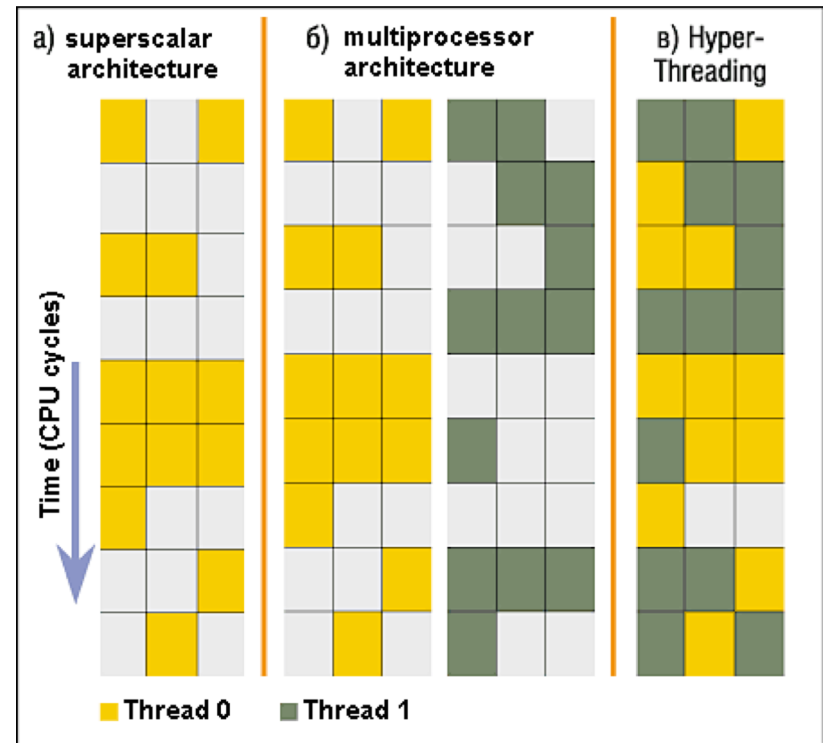 а) superscalar
architecture
б) multiprocessor
architecture
в) Hyper-
Threading
Time (CPU cycles)
Thread 0
Thread 1